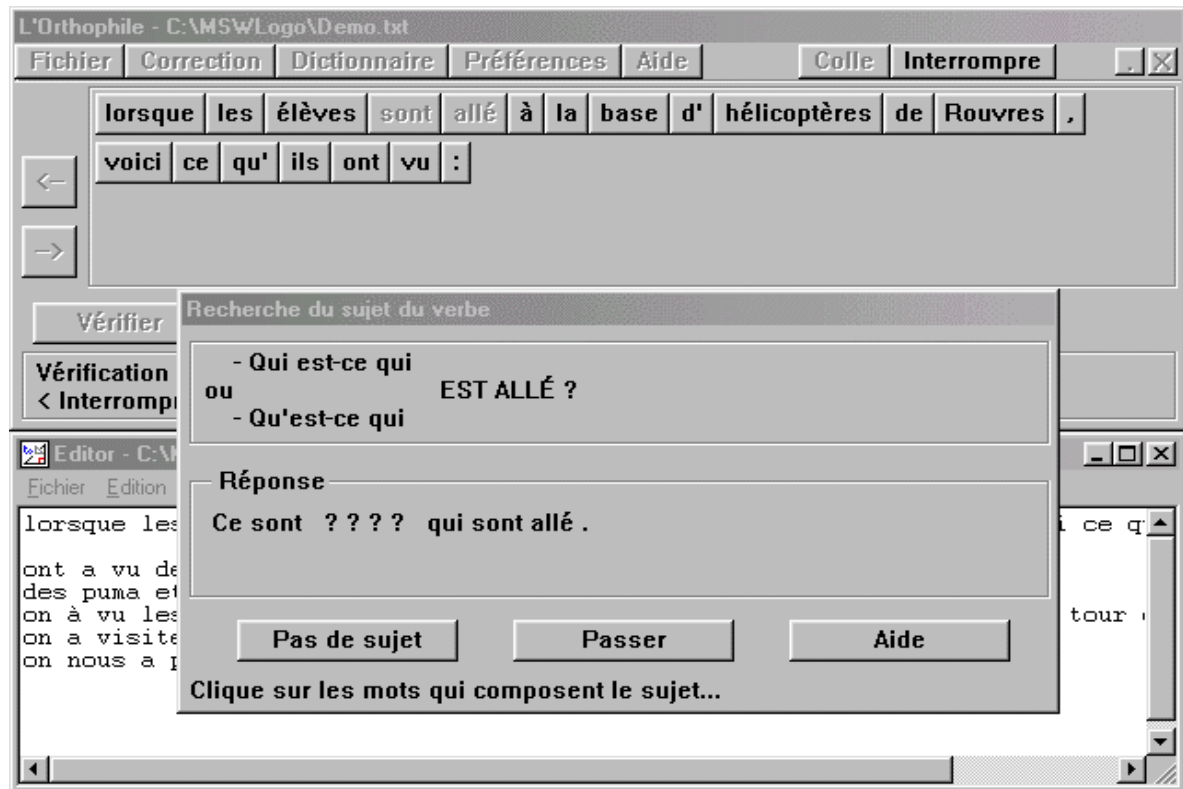 L'Orthophile - C:\MSWLogo\Demo.txt
Fichier Correction Dictionnaire Préférences Aide Colle Interrompre . X
lorsque les élèves sont allé à la base d' hélicoptères de Rouvres ,
voici ce qu' ils ont vu :
<-
->
Vérifier
Vérification
< Interromp
Recherche du sujet du verbe
- Qui est-ce qui
ou EST ALLÉ ?
- Qu'est-ce qui
Réponse
Ce sont ? ? ? ? qui sont allé .
Pas de sujet Passer Aide
Clique sur les mots qui composent le sujet...
Editor - C:\
Fichier Edition
lorsque les i ce q
ont a vu de
des puma et
on à vu les tour
on a visite
on nous a